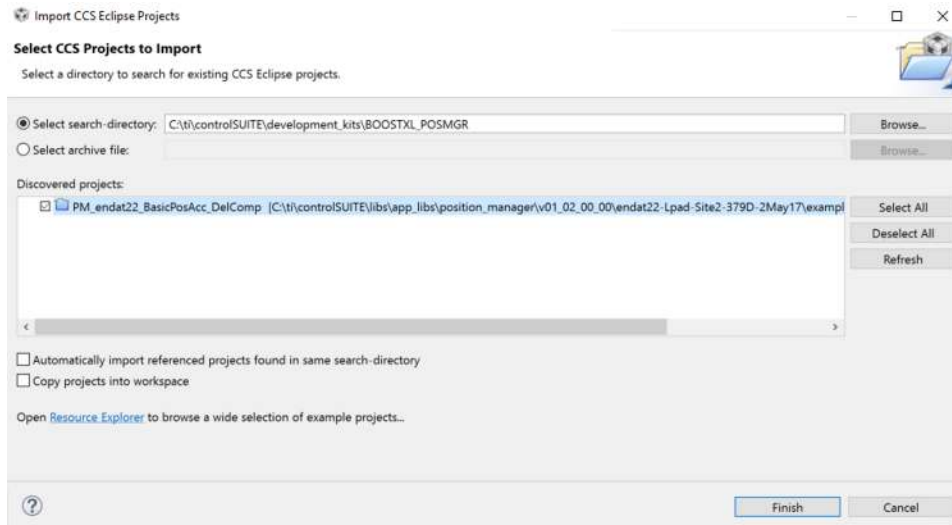 Import CCS Eclipse Projects
Select CCS Projects to Import
Select a directory to search for existing CCS Eclipse projects.
Select search-directory: C:\ti\controlSUITE\development_kits\BOOSTXL_POSMGR Browse...
Select archive file: Browse...
Discovered projects:
PM_endat22_BasicPosAcc_DelComp [C:\ti\controlSUITE\libs\app_libs\position_manager\v01_02_00_00\endat22-Lpad-Site2-379D-2May17\exampl Select All
Deselect All
Refresh
Automatically import referenced projects found in same search-directory
Copy projects into workspace
Open Resource Explorer to browse a wide selection of example projects...
? Finish Cancel